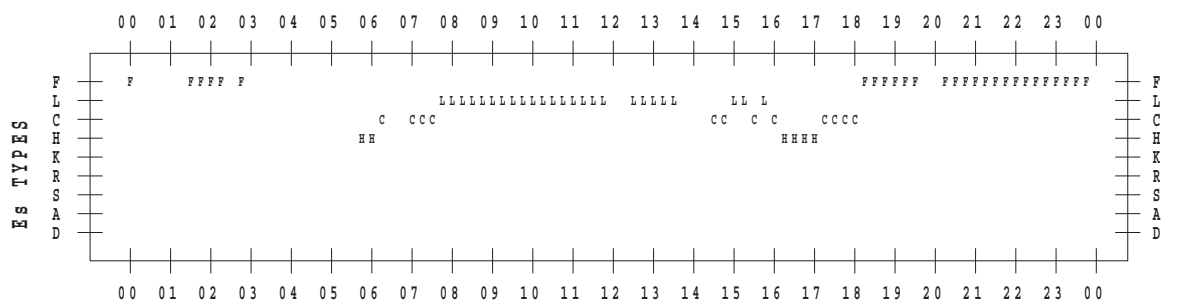 00 01 02 03 04 05 06 07 08 09 10 11 12 13 14 15 16 17 18 19 20 21 22 23 00
F F FFFF F FFFFFF FFFFFFFFFFFFFFF F
L LLLLLLLLLLLLLLLLL LLLLL LL L L
C C CCC CC C C CCCC C
H HH HHHH H
K K
R R
S S
A A
D D
Es TYPES
00 01 02 03 04 05 06 07 08 09 10 11 12 13 14 15 16 17 18 19 20 21 22 23 00